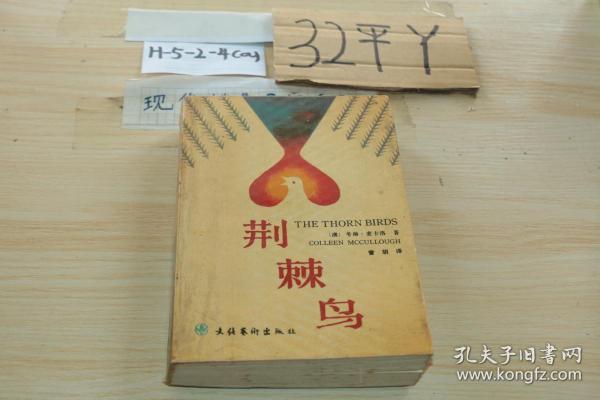 H-5-2-4(00)
32平丫
现
THE THORN BIRDS
〔澳〕考琳·麦卡洛 著
COLLEEN MCCULLOUGH
曾胡 译
荆
棘
鸟
文化艺术出版社
孔夫子旧书网
www.kongfz.com